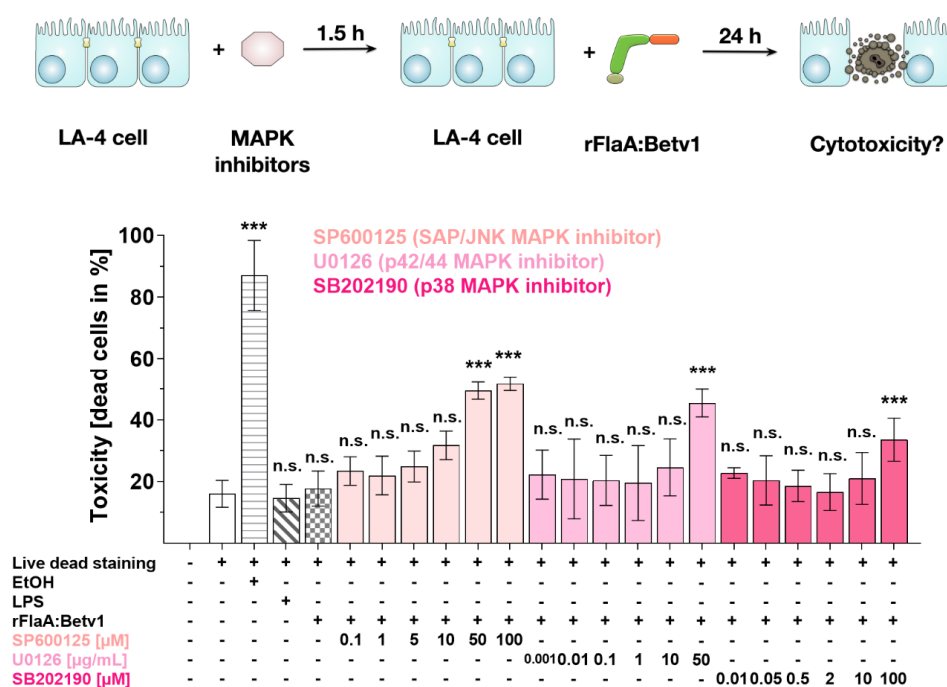 + 1.5 h + 24 h
LA-4 cell MAPK inhibitors LA-4 cell rFlaA:Betv1 Cytotoxicity?
Toxicity [dead cells in %]
100
80
60
40
20
SP600125 (SAP/JNK MAPK inhibitor)
U0126 (p42/44 MAPK inhibitor)
SB202190 (p38 MAPK inhibitor)
*** n.s. n.s. n.s. n.s. n.s. n.s. *** *** n.s. n.s. n.s. n.s. n.s. *** n.s. n.s. n.s. n.s. n.s. ***
Live dead staining - + + + + + + + + + + + + + + + + + + + + + +
EtOH - - + - - - - - - - - - - - - - - - - - - - -
LPS - - - + - - - - - - - - - - - - - - - - - - -
rFlaA:Betv1 - - - - + + + + + + + + + + + + + + + + + + +
SP600125 [µM] - - - - - 0.1 1 5 10 50 100 - - - - - - - - - - - -
U0126 [µg/mL] - - - - - - - - - - - 0.001 0.01 0.1 1 10 50 - - - - - -
SB202190 [µM] - - - - - - - - - - - - - - - - - 0.01 0.05 0.5 2 10 100